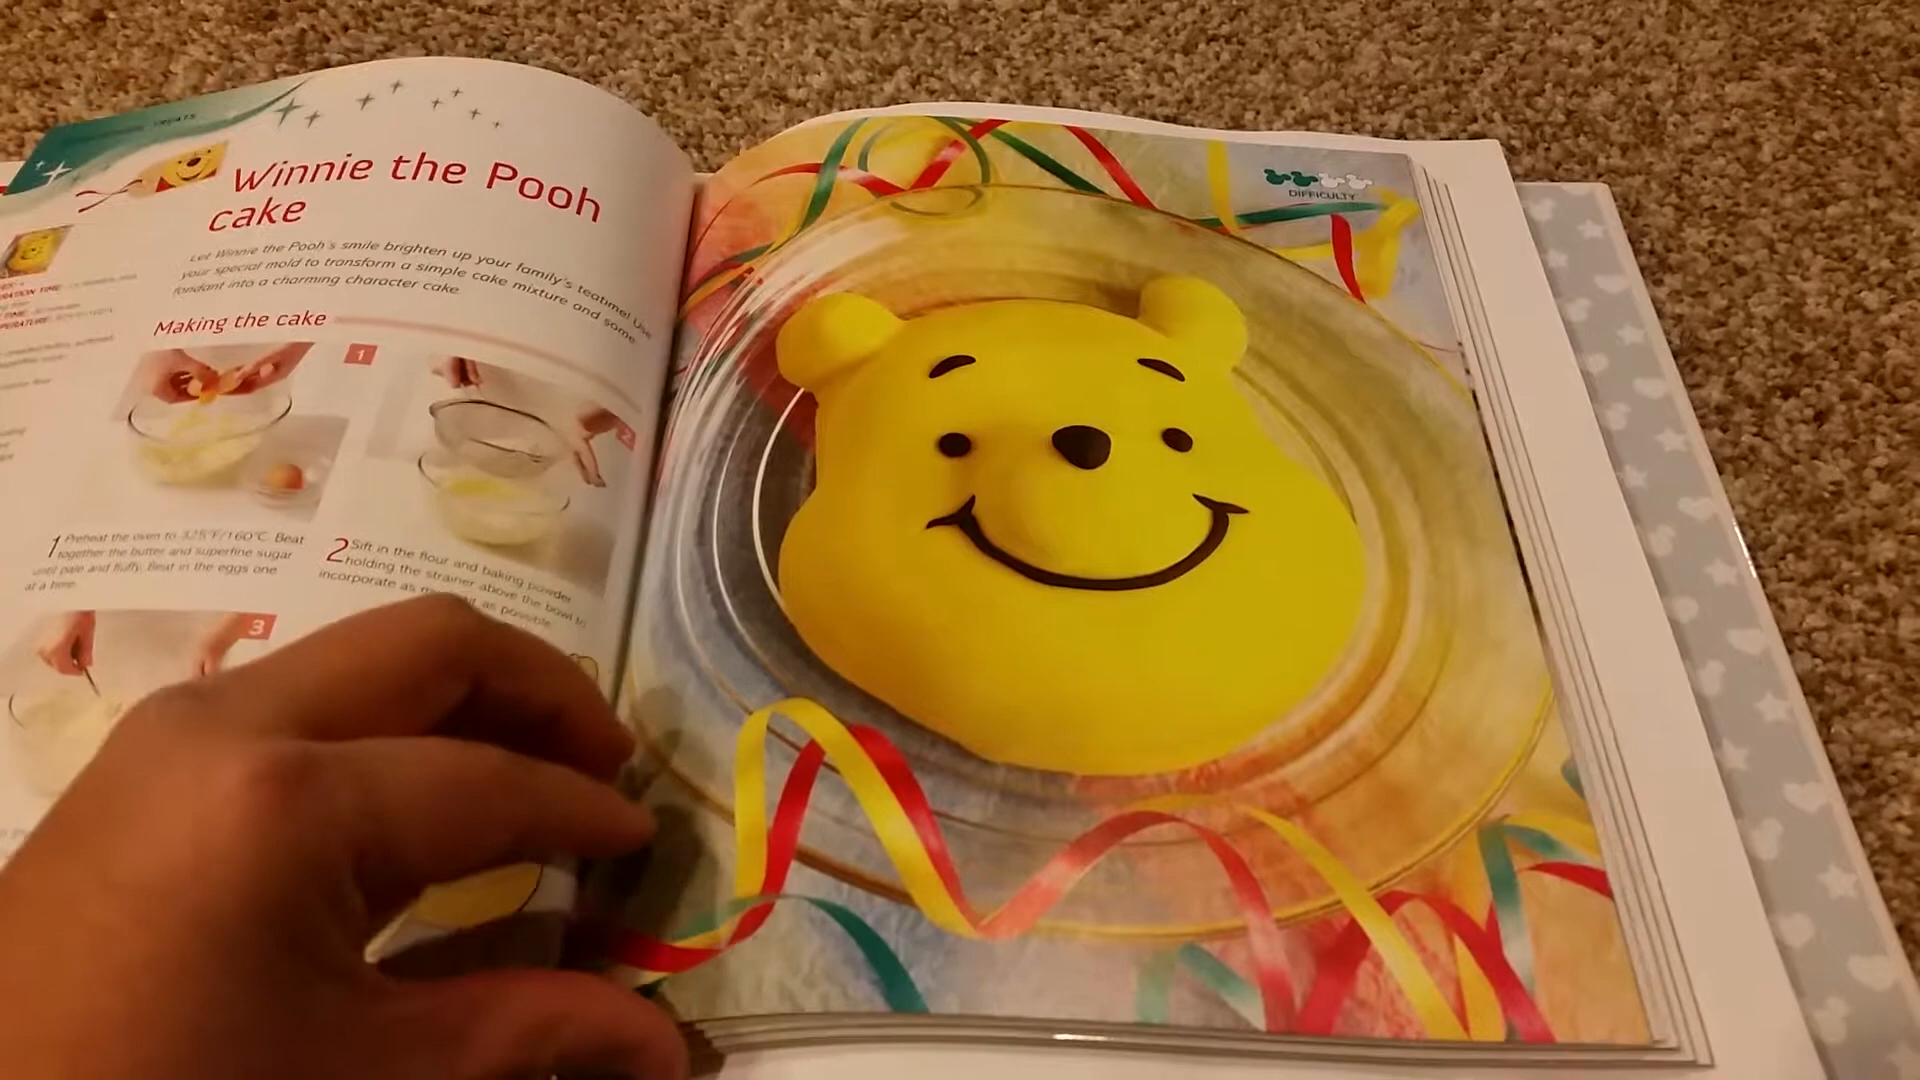 TREATS
Winnie the Pooh
cake
Let Winnie the Pooh's smile brighten up your family's teatime! Use
your special mold to transform a simple cake mixture and some
fondant into a charming character cake.
Making the cake
1
2
1 Preheat the oven to 325°F/160°C. Beat
together the butter and superfine sugar
until pale and fluffy. Beat in the eggs one
at a time.
2 Sift in the flour and baking powder
holding the strainer above the bowl to
incorporate as air as possible.
3
DIFFICULTY